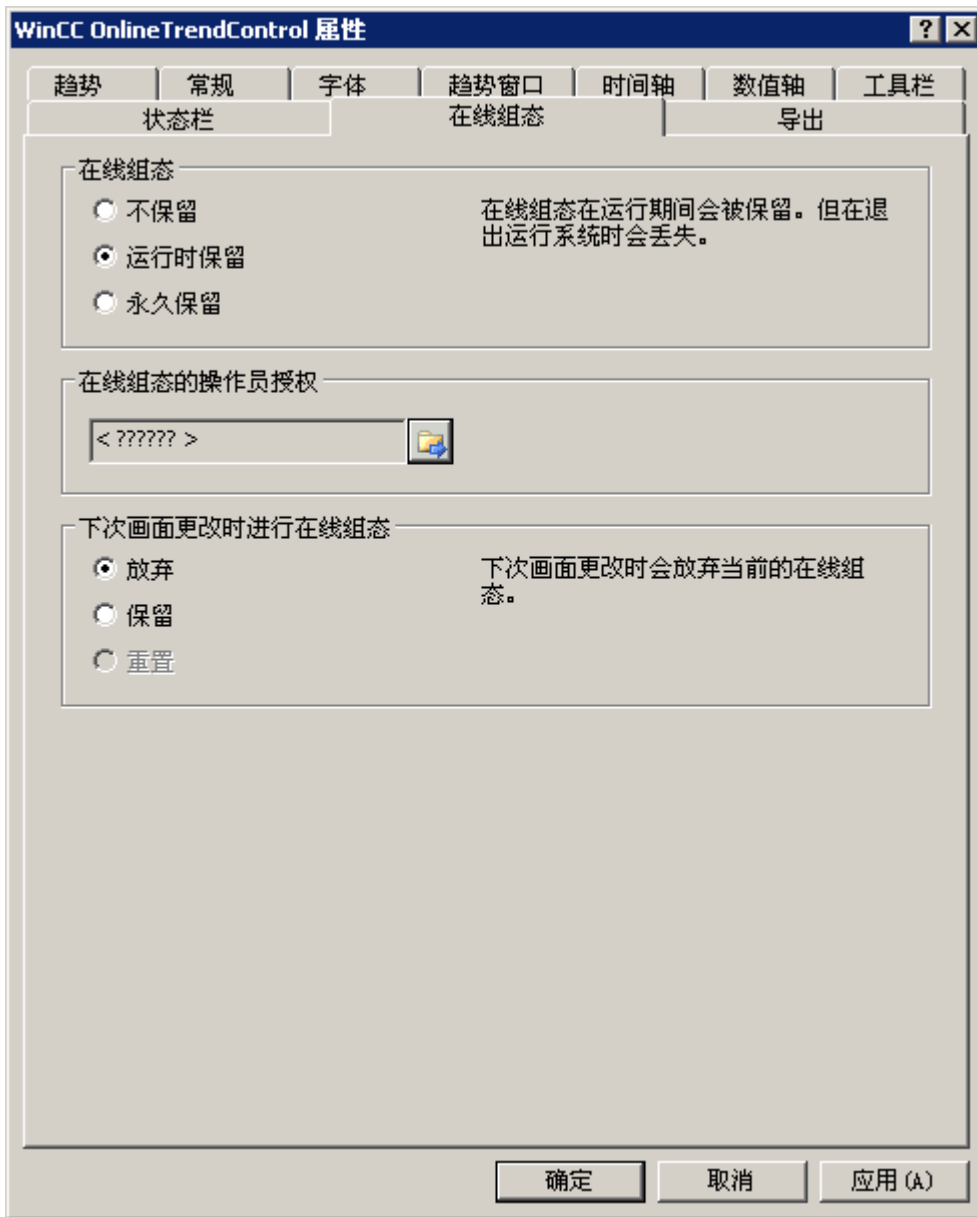 WinCC OnlineTrendControl 属性
趋势 常规 字体 趋势窗口 时间轴 数值轴 工具栏
状态栏 在线组态 导出
在线组态
不保留
运行时保留
永久保留
在线组态在运行期间会被保留。但在退
出运行系统时会丢失。
在线组态的操作员授权
< ?????? >
下次画面更改时进行在线组态
放弃
保留
重置
下次画面更改时会放弃当前的在线组
态。
确定 取消 应用(A)